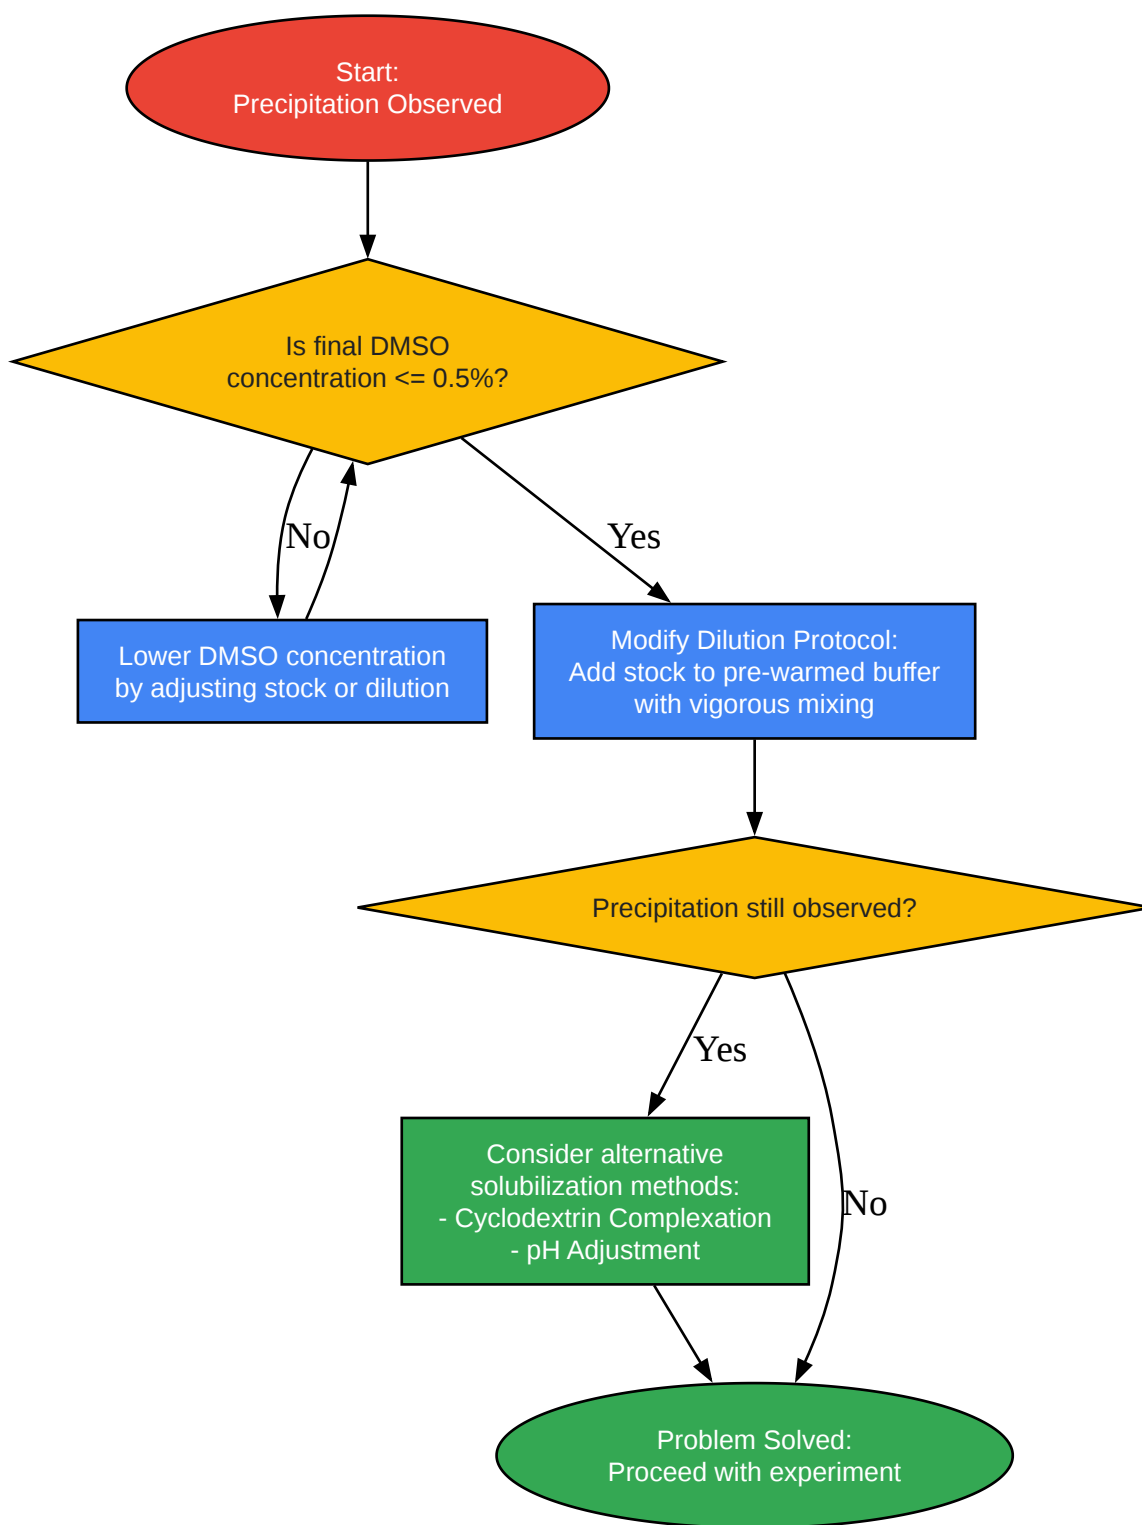 Start:
Precipitation Observed
Is final DMSO
concentration <= 0.5%?
No
Yes
Lower DMSO concentration
by adjusting stock or dilution
Modify Dilution Protocol:
Add stock to pre-warmed buffer
with vigorous mixing
Precipitation still observed?
Yes
Consider alternative
solubilization methods:
- Cyclodextrin Complexation
- pH Adjustment
No
Problem Solved:
Proceed with experiment